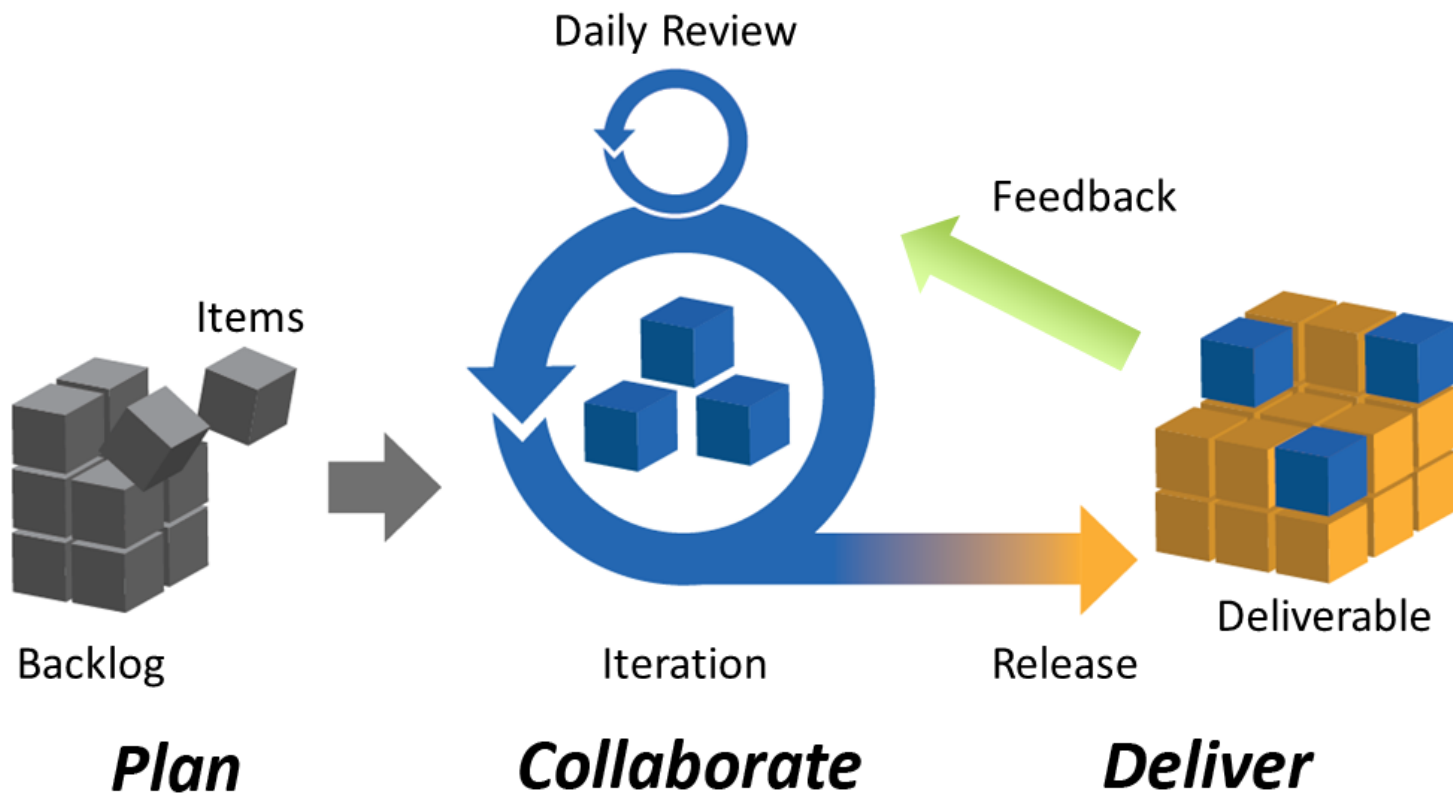 Daily Review
Feedback
Items
Deliverable
Backlog
Iteration
Release
Plan
Collaborate
Deliver